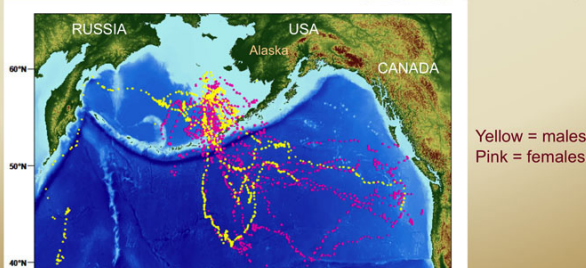 RUSSIA
USA
Alaska
CANADA
60°N
Yellow = males
Pink = females
50°N
40°N